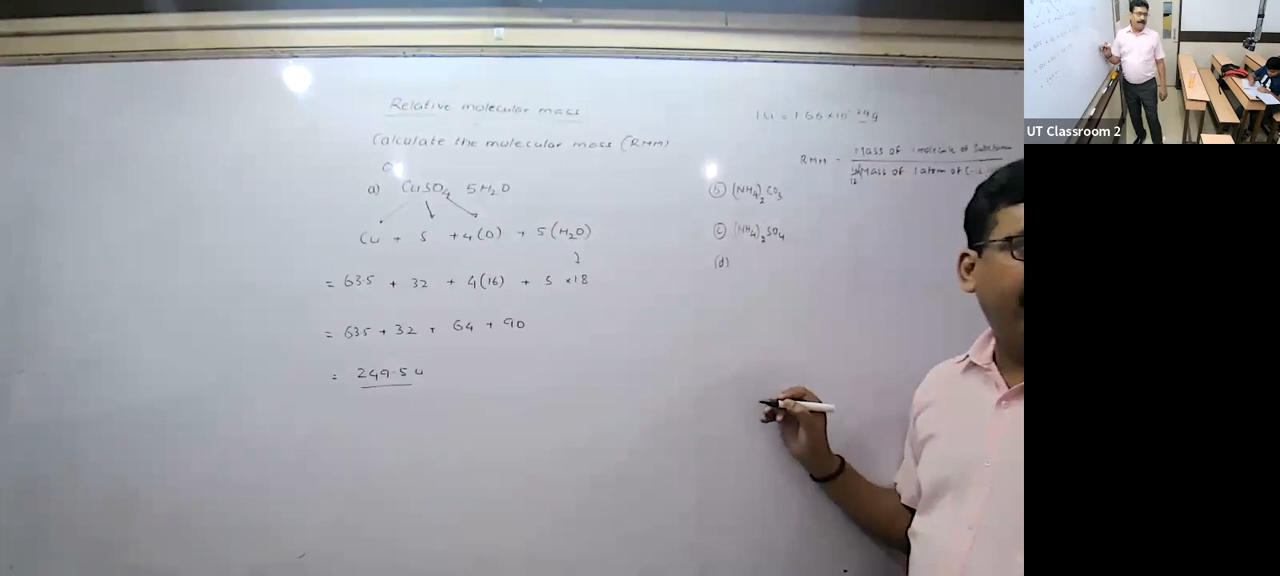 Relative molecular mass
Calculate the molecular mass (RMM)
a) CuSO4 5H2O
Cu + S + 4(O) + 5(H2O)
= 63.5 + 32 + 4(16) + 5 × 18
= 63.5 + 32 + 64 + 90
= 249.5 u
1u = 1.66 × 10⁻²⁴ g
RMM = Mass of 1 molecule of
1/12 Mass of 1 atom of C-12
(b) (NH4)2CO3
(c) (NH4)2SO4
(d)
UT Classroom 2